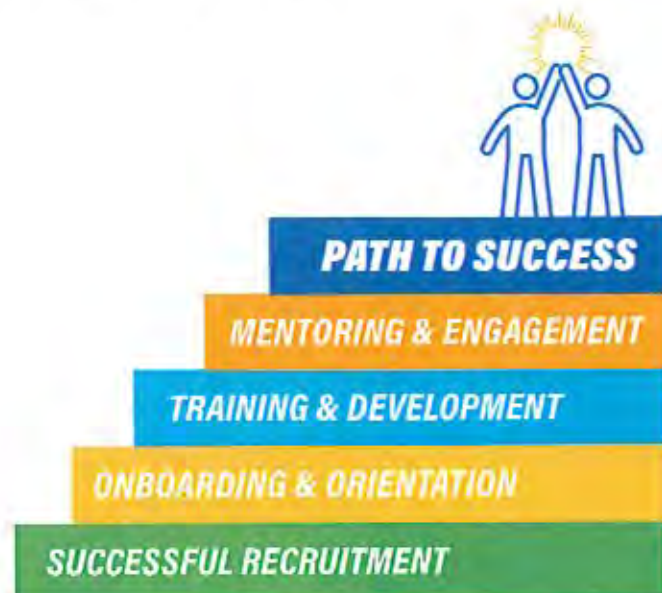 PATH TO SUCCESS
MENTORING & ENGAGEMENT
TRAINING & DEVELOPMENT
ONBOARDING & ORIENTATION
SUCCESSFUL RECRUITMENT